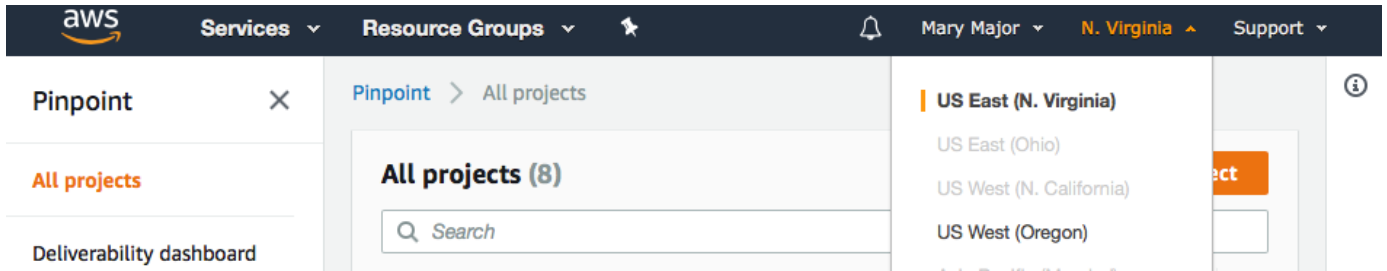 aws Services Resource Groups Mary Major N. Virginia Support
Pinpoint
All projects
Deliverability dashboard
Pinpoint > All projects
All projects (8)
Search
ect
US East (N. Virginia)
US East (Ohio)
US West (N. California)
US West (Oregon)